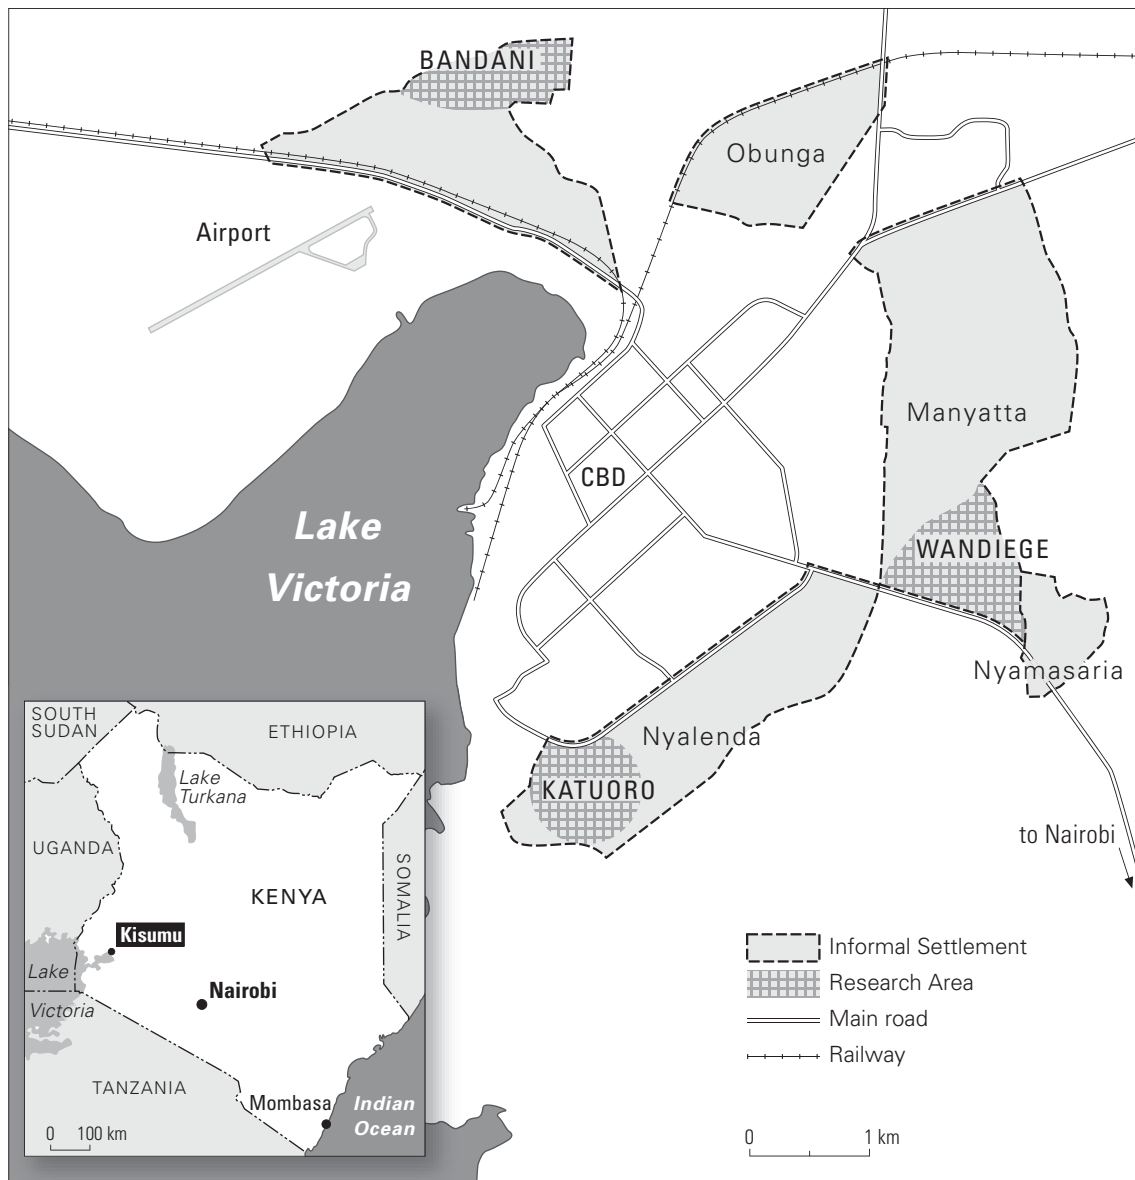 BANDANI
Obunga
Airport
Manyatta
CBD
Lake
Victoria
WANDIEGE
Nyamasaria
Nyalenda
KATUORO
to Nairobi
SOUTH
SUDAN
ETHIOPIA
Lake
Turkana
UGANDA
SOMALIA
KENYA
Kisumu
Lake
Victoria
Nairobi
TANZANIA
Mombasa
Indian
Ocean
0 100 km
Informal Settlement
Research Area
Main road
Railway
0 1 km